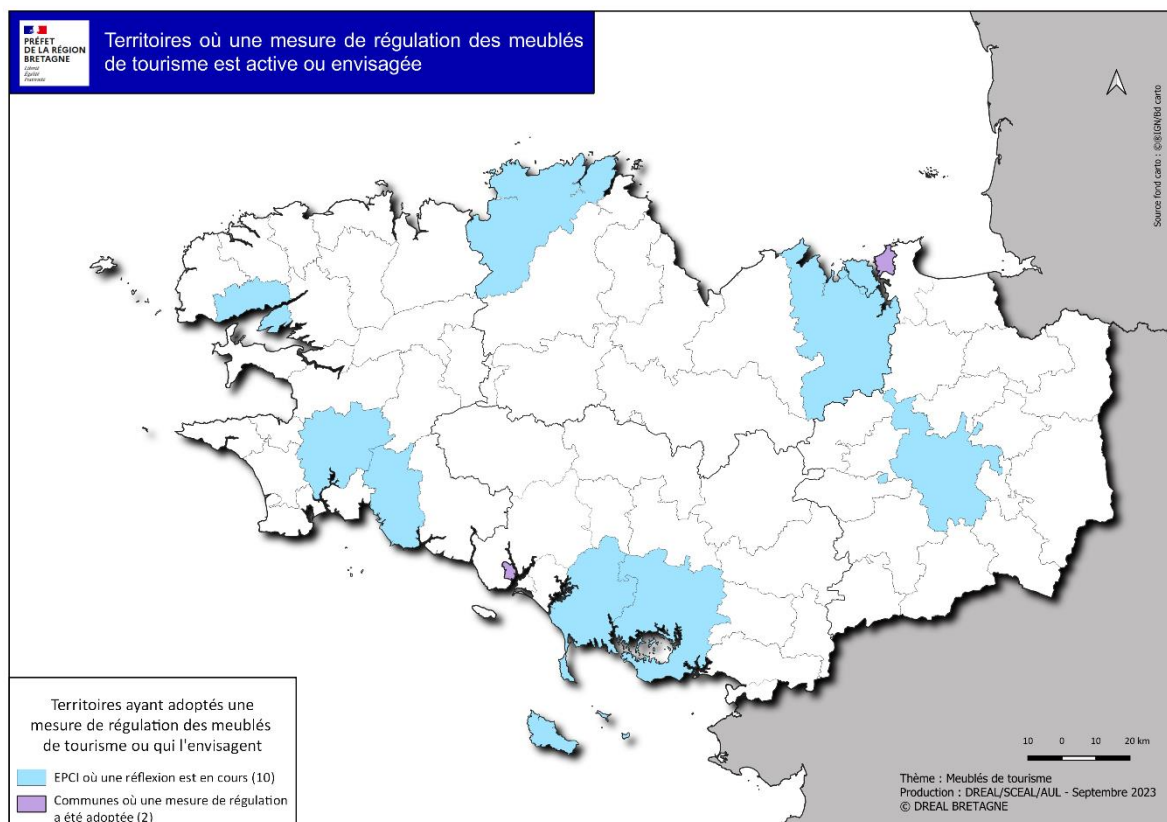 PRÉFET
DE LA RÉGION
BRETAGNE
Liberté
Égalité
Fraternité
Territoires où une mesure de régulation des meublés
de tourisme est active ou envisagée
Source fond carto : ©®IGN/Bd carto
Territoires ayant adoptés une
mesure de régulation des meublés
de tourisme ou qui l'envisagent
EPCI où une réflexion est en cours (10)
Communes où une mesure de régulation
a été adoptée (2)
10 0 10 20 km
Thème : Meublés de tourisme
Production : DREAL/SCEAL/AUL - Septembre 2023
© DREAL BRETAGNE